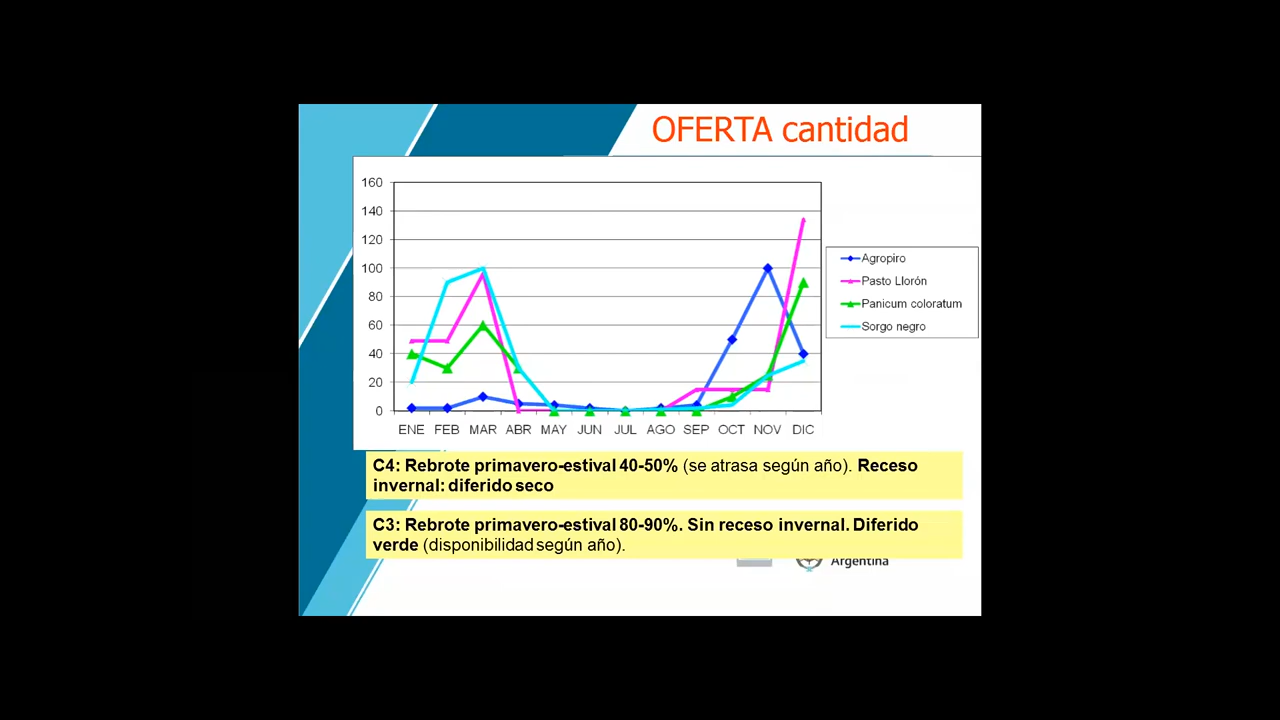 OFERTA cantidad
160
140
120
100
80
60
40
20
0
ENE FEB MAR ABR MAY JUN JUL AGO SEP OCT NOV DIC
Agropiro
Pasto Llorón
Panicum coloratum
Sorgo negro
C4: Rebrote primavero-estival 40-50% (se atrasa según año). Receso
invernal: diferido seco
C3: Rebrote primavero-estival 80-90%. Sin receso invernal. Diferido
verde (disponibilidad según año).
Argentina